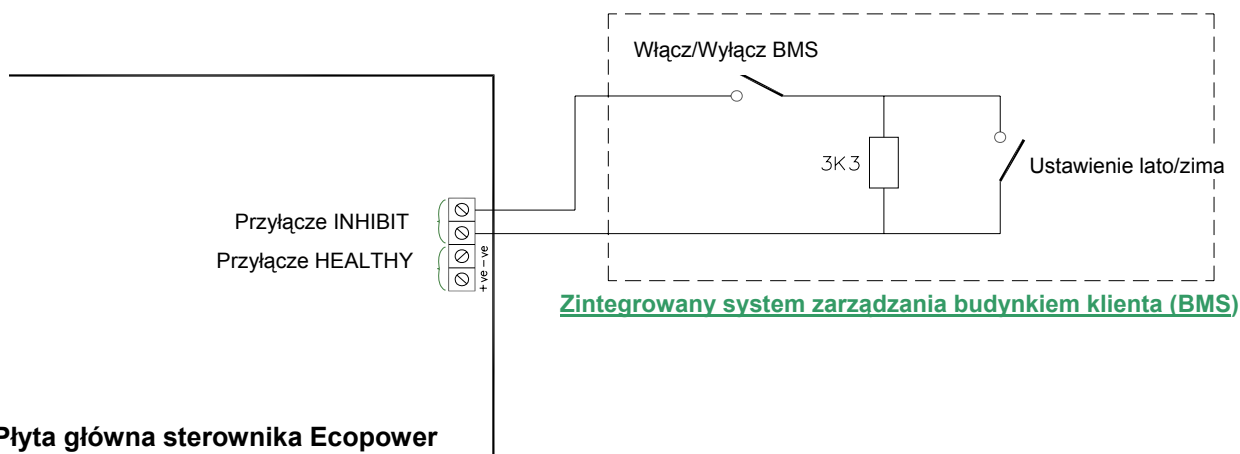 Włącz/Wyłącz BMS
3K3
Ustawienie lato/zima
Przyłącze INHIBIT
Przyłącze HEALTHY
+ve –ve
Zintegrowany system zarządzania budynkiem klienta (BMS)
Płyta główna sterownika Ecopower